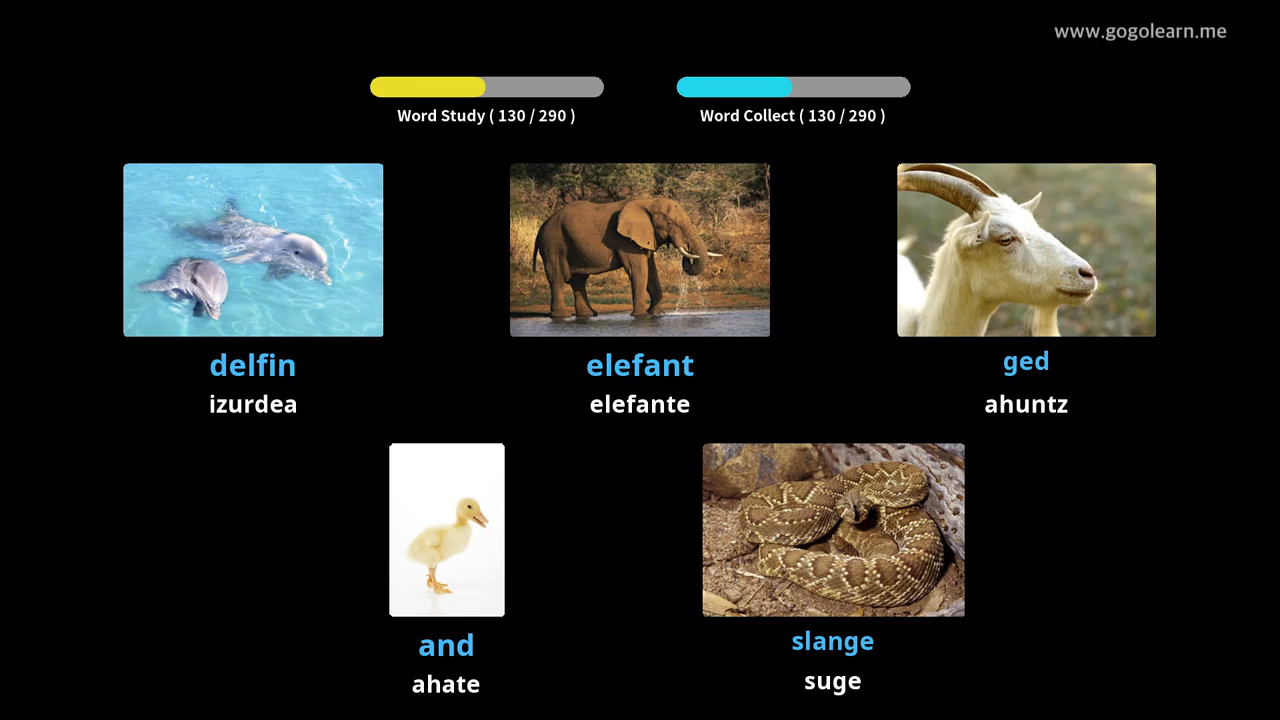 www.gogolearn.me
Word Study ( 130 / 290 )
Word Collect ( 130 / 290 )
delfin
izurdea
elefant
elefante
ged
ahuntz
and
ahate
slange
suge